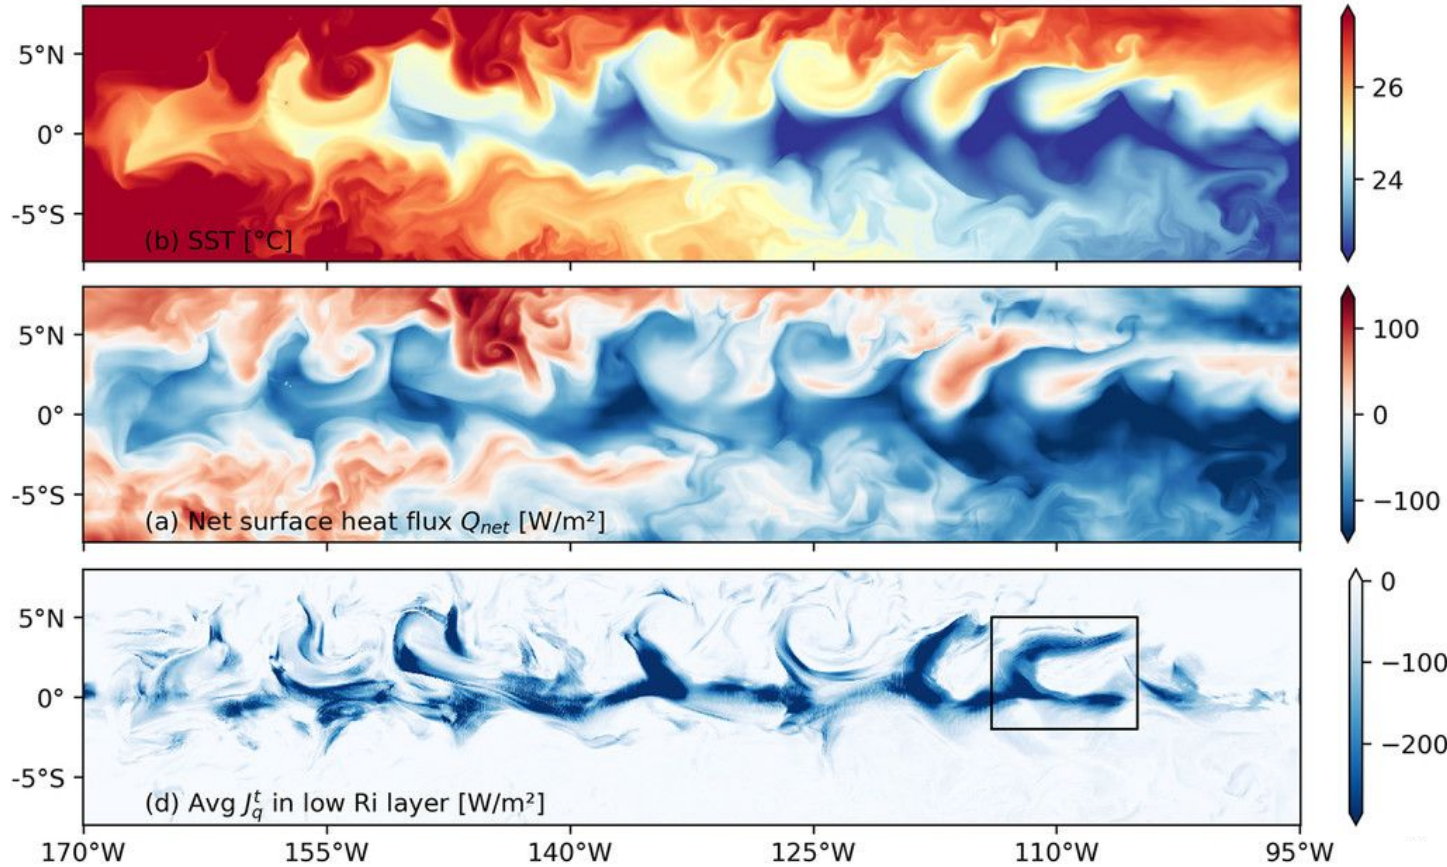 5°N
0°
-5°S
(b) SST [°C]
26
24
5°N
0°
-5°S
(a) Net surface heat flux Qnet [W/m²]
100
0
−100
5°N
0°
-5°S
(d) Avg J_q^t in low Ri layer [W/m²]
0
−100
−200
170°W 155°W 140°W 125°W 110°W 95°W